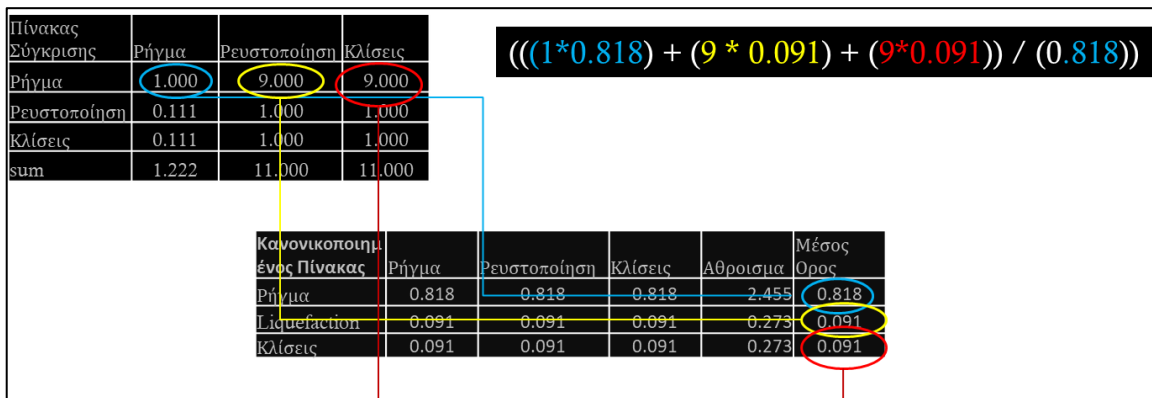 Πίνακας
Σύγκρισης Ρήγμα Ρευστοποίηση Κλίσεις
Ρήγμα 1.000 9.000 9.000
Ρευστοποίηση 0.111 1.000 1.000
Κλίσεις 0.111 1.000 1.000
sum 1.222 11.000 11.000
(((1*0.818) + (9 * 0.091) + (9*0.091)) / (0.818))
Κανονικοποιημ
ένος Πίνακας Ρήγμα Ρευστοποίηση Κλίσεις Αθροισμα Μέσος
Ορος
Ρήγμα 0.818 0.818 0.818 2.455 0.818
Liquefaction 0.091 0.091 0.091 0.273 0.091
Κλίσεις 0.091 0.091 0.091 0.273 0.091